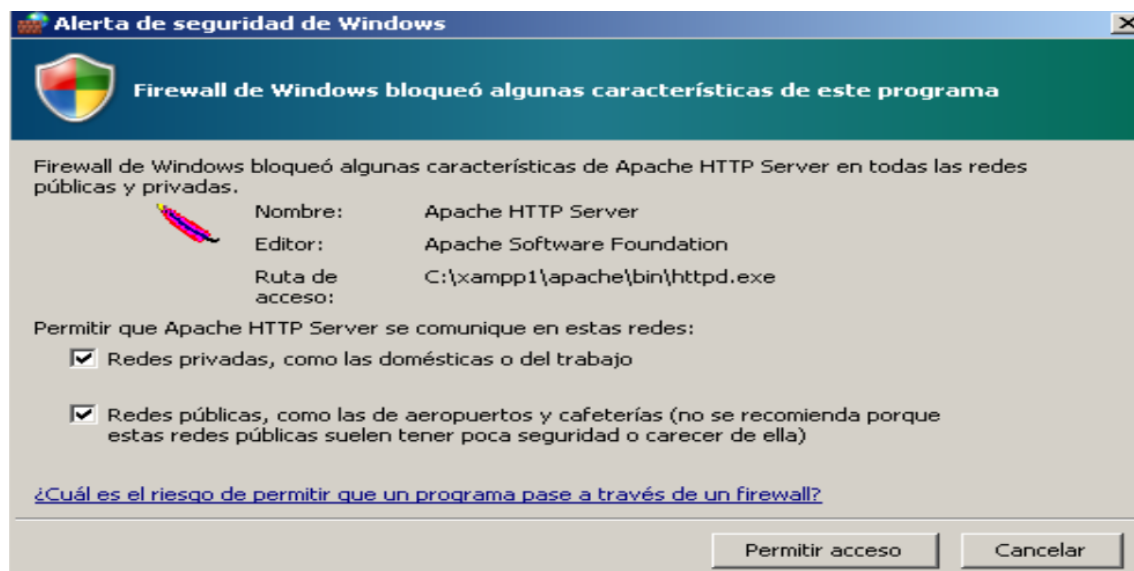 Alerta de seguridad de Windows
Firewall de Windows bloqueó algunas características de este programa
Firewall de Windows bloqueó algunas características de Apache HTTP Server en todas las redes
públicas y privadas.
Nombre: Apache HTTP Server
Editor: Apache Software Foundation
Ruta de acceso: C:\xampp1\apache\bin\httpd.exe
Permitir que Apache HTTP Server se comunique en estas redes:
Redes privadas, como las domésticas o del trabajo
Redes públicas, como las de aeropuertos y cafeterías (no se recomienda porque
estas redes públicas suelen tener poca seguridad o carecer de ella)
¿Cuál es el riesgo de permitir que un programa pase a través de un firewall?
Permitir acceso
Cancelar